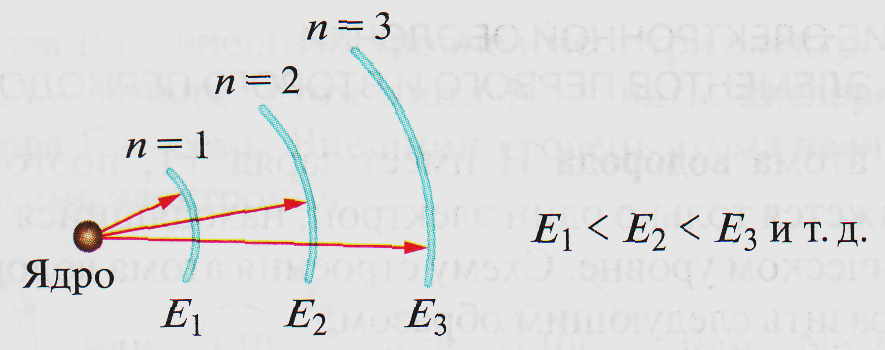 n = 3
n = 2
n = 1
Ядро
E₁ E₂ E₃
E₁ < E₂ < E₃ и т. д.